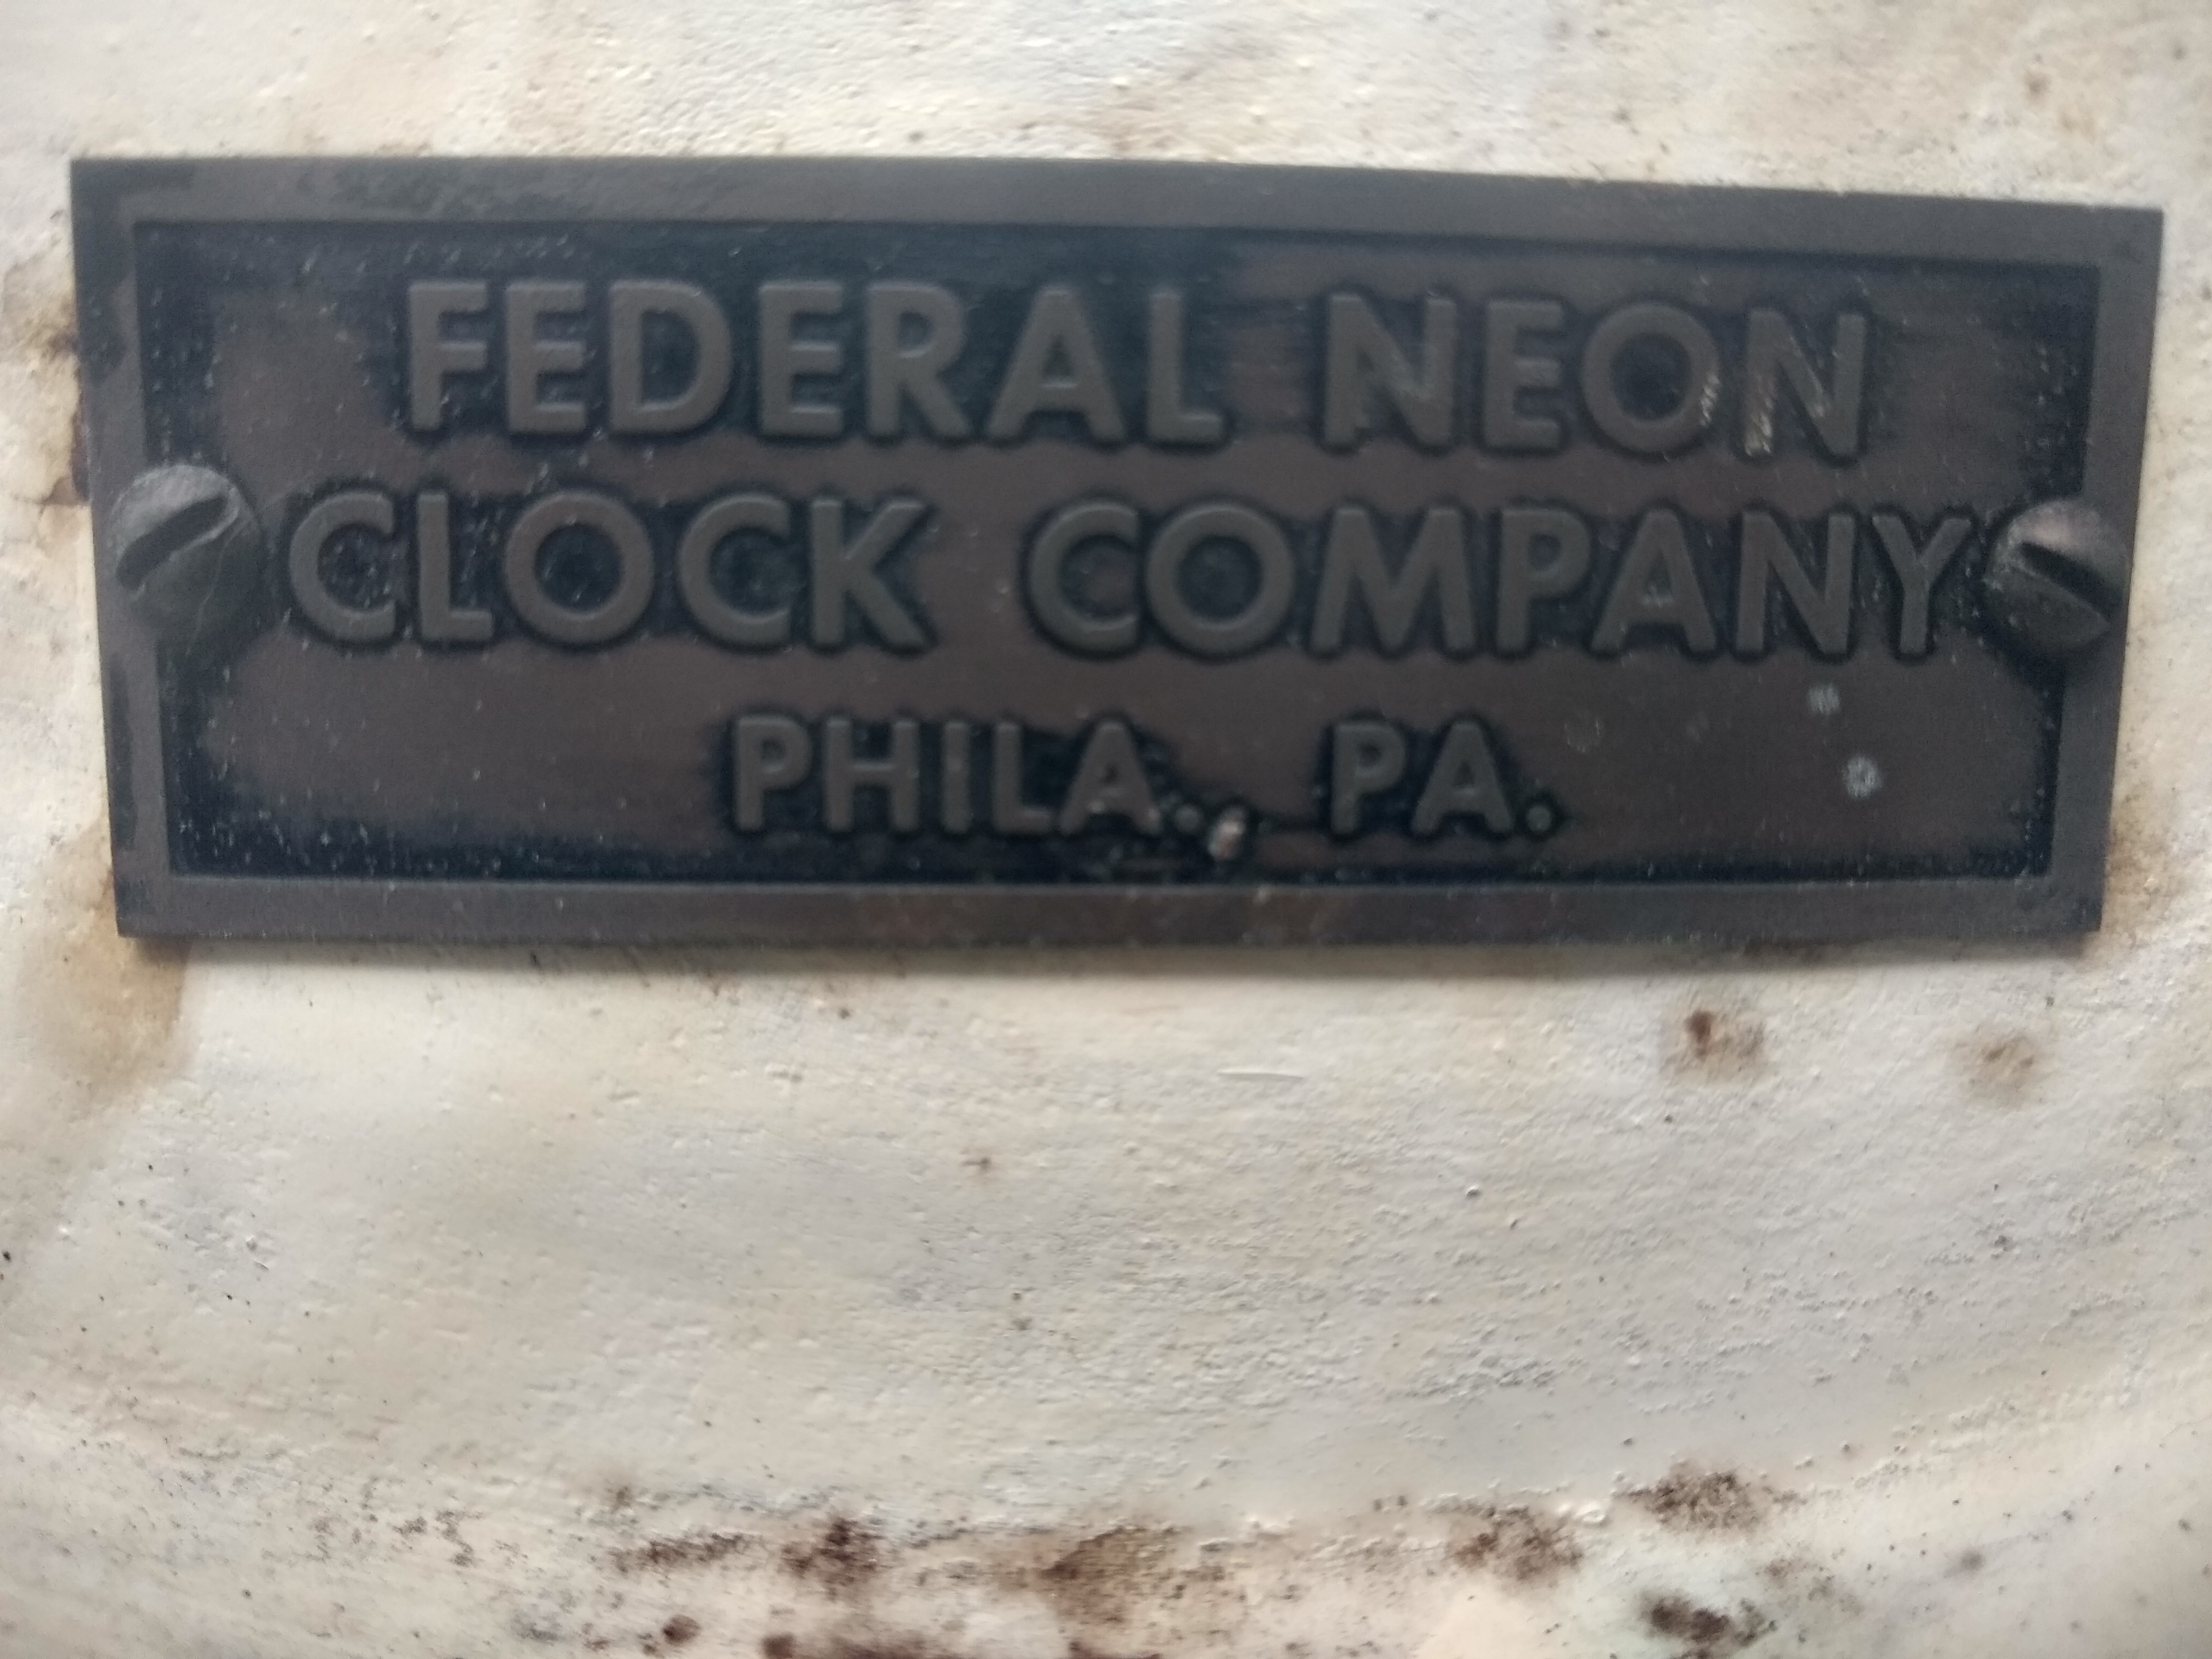 FEDERAL NEON
CLOCK COMPANY
PHILA., PA.